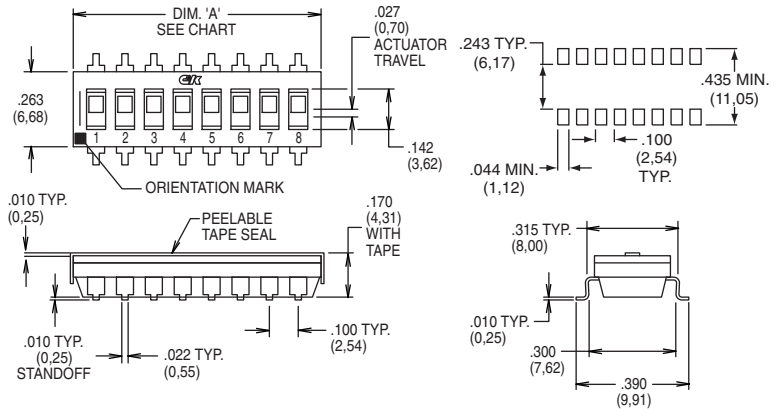 DIM. 'A'
SEE CHART
.027
(0,70)
ACTUATOR
TRAVEL
.263
(6,68)
CK
1 2 3 4 5 6 7 8
.142
(3,62)
ORIENTATION MARK
.243 TYP.
(6,17)
.435 MIN.
(11,05)
.044 MIN.
(1,12)
.100
(2,54)
TYP.
.010 TYP.
(0,25)
PEELABLE
TAPE SEAL
.170
(4,31)
WITH
TAPE
.010 TYP.
(0,25)
STANDOFF
.022 TYP.
(0,55)
.100 TYP.
(2,54)
.315 TYP.
(8,00)
.010 TYP.
(0,25)
.300
(7,62)
.390
(9,91)